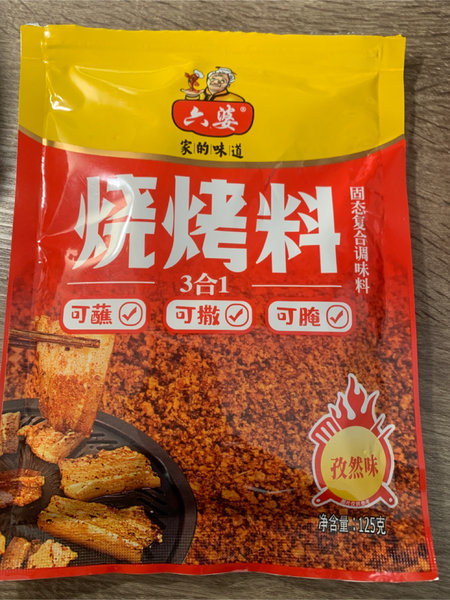 六婆®
家的味道
烧烤料
固态复合调味料
3合1
可蘸
可撒
可腌
孜然味
净含量:125克